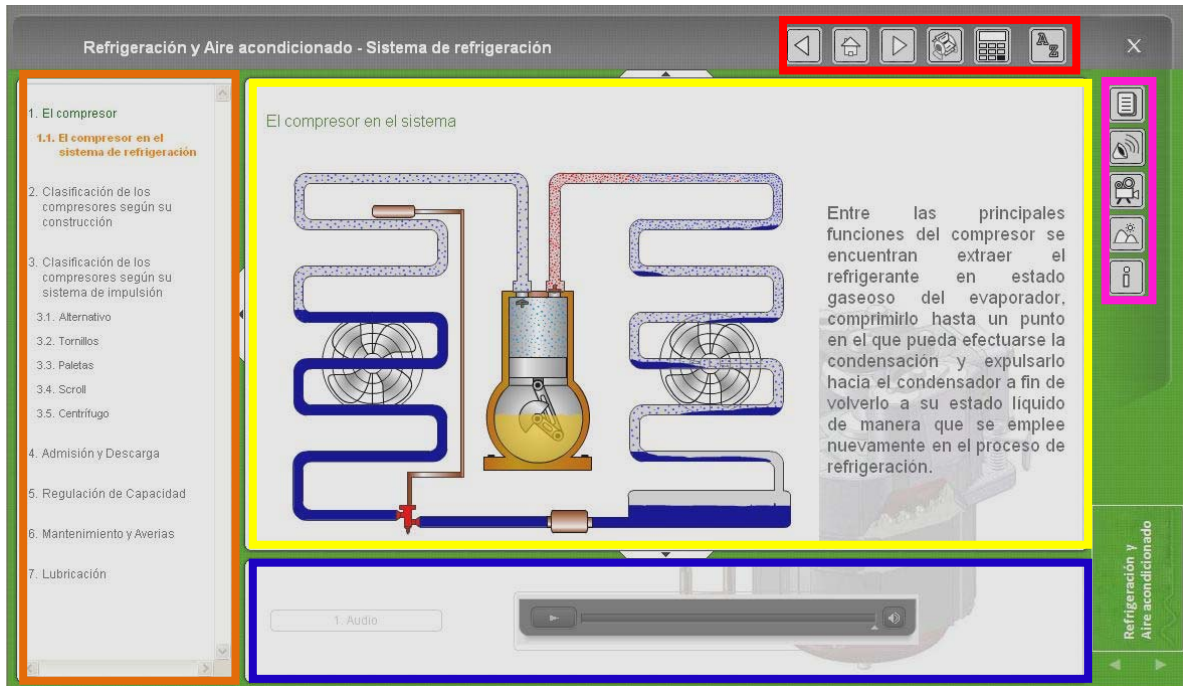 Refrigeración y Aire acondicionado - Sistema de refrigeración
A
Z
X
1. El compresor
1.1. El compresor en el
sistema de refrigeración
2. Clasificación de los
compresores según su
construcción
3. Clasificación de los
compresores según su
sistema de impulsión
3.1. Alternativo
3.2. Tornillos
3.3. Paletas
3.4. Scroll
3.5. Centrífugo
4. Admisión y Descarga
5. Regulación de Capacidad
6. Mantenimiento y Averias
7. Lubricación
El compresor en el sistema
Entre las principales
funciones del compresor se
encuentran extraer el
refrigerante en estado
gaseoso del evaporador,
comprimirlo hasta un punto
en el que pueda efectuarse la
condensación y expulsarlo
hacia el condensador a fin de
volverlo a su estado líquido
de manera que se emplee
nuevamente en el proceso de
refrigeración.
1. Audio
i
Refrigeración y
Aire acondicionado